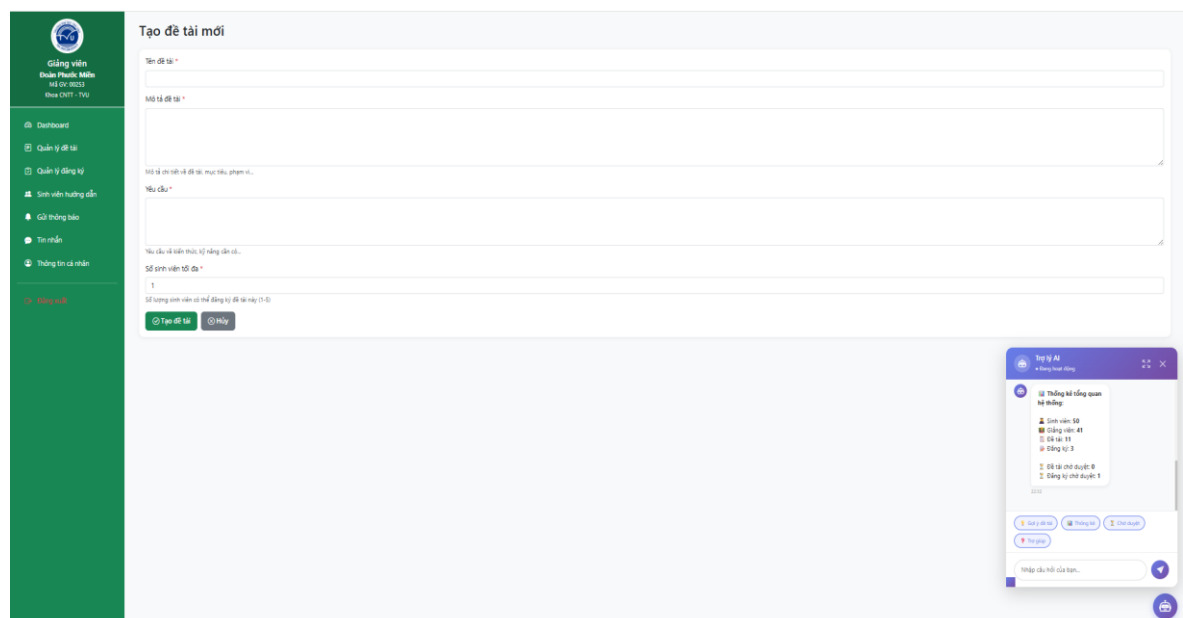 Giảng viên
Đoàn Phước Miền
Mã GV: 00253
Khoa CNTT - TVU
Dashboard
Quản lý đề tài
Quản lý đăng ký
Sinh viên hướng dẫn
Gửi thông báo
Tin nhắn
Thông tin cá nhân
Đăng xuất
Tạo đề tài mới
Tên đề tài *
Mô tả đề tài *
Mô tả chi tiết về đề tài, mục tiêu, phạm vi...
Yêu cầu *
Yêu cầu về kiến thức, kỹ năng cần có...
Số sinh viên tối đa *
1
Số lượng sinh viên có thể đăng ký đề tài này (1-5)
Tạo đề tài Hủy
Trợ lý AI
Đang hoạt động
Thống kê tổng quan
hệ thống:
Sinh viên: 50
Giảng viên: 41
Đề tài: 11
Đăng ký: 3
Đề tài chờ duyệt: 0
Đăng ký chờ duyệt: 1
Gợi ý đề tài Thống kê Chờ duyệt
Trợ giúp
Nhập câu hỏi của bạn...